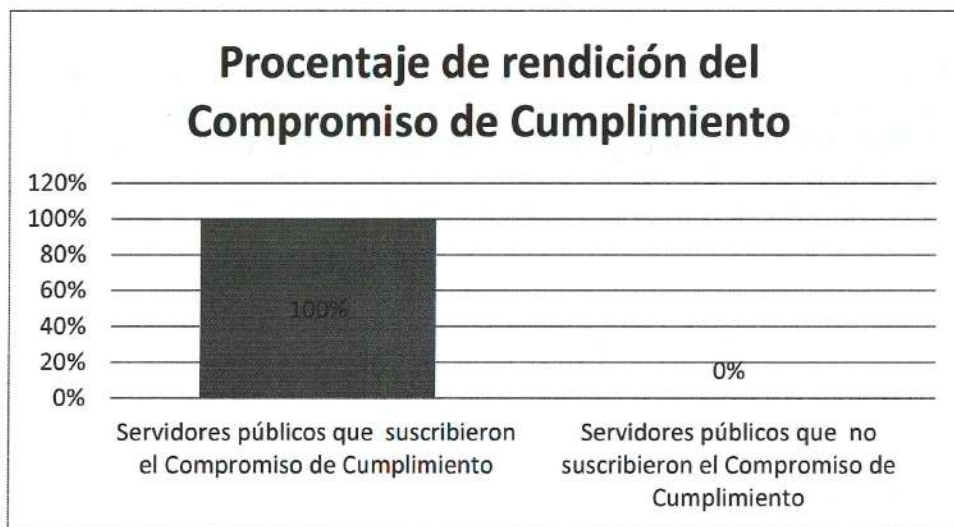 Procentaje de rendición del
Compromiso de Cumplimiento
120%
100%
80%
60%
40%
20%
0%
100%
0%
Servidores públicos que suscribieron
el Compromiso de Cumplimiento
Servidores públicos que no
suscribieron el Compromiso de
Cumplimiento